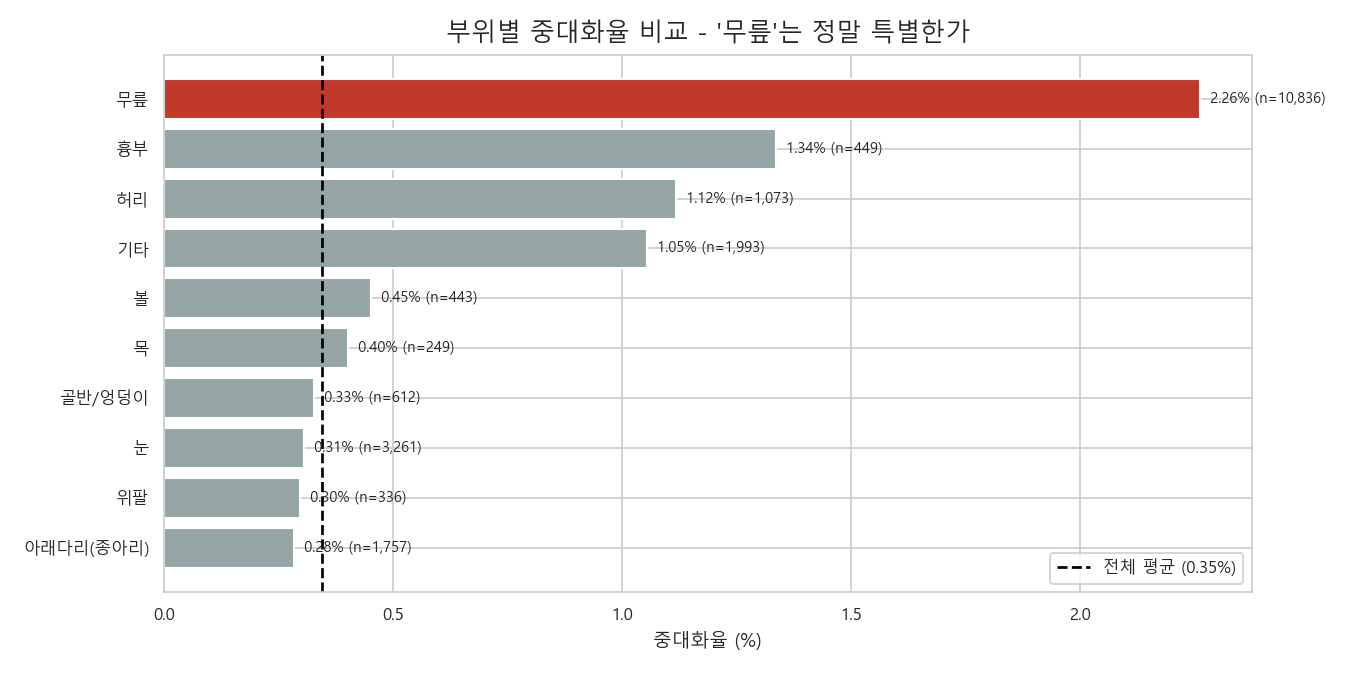 부위별 중대화율 비교 - '무릎'는 정말 특별한가
무릎
2.26% (n=10,836)
흉부
1.34% (n=449)
허리
1.12% (n=1,073)
기타
1.05% (n=1,993)
볼
0.45% (n=443)
목
0.40% (n=249)
골반/엉덩이
0.33% (n=612)
눈
0.31% (n=3,261)
위팔
0.30% (n=336)
아래다리(종아리)
0.28% (n=1,757)
전체 평균 (0.35%)
0.0
0.5
1.0
1.5
2.0
중대화율 (%)